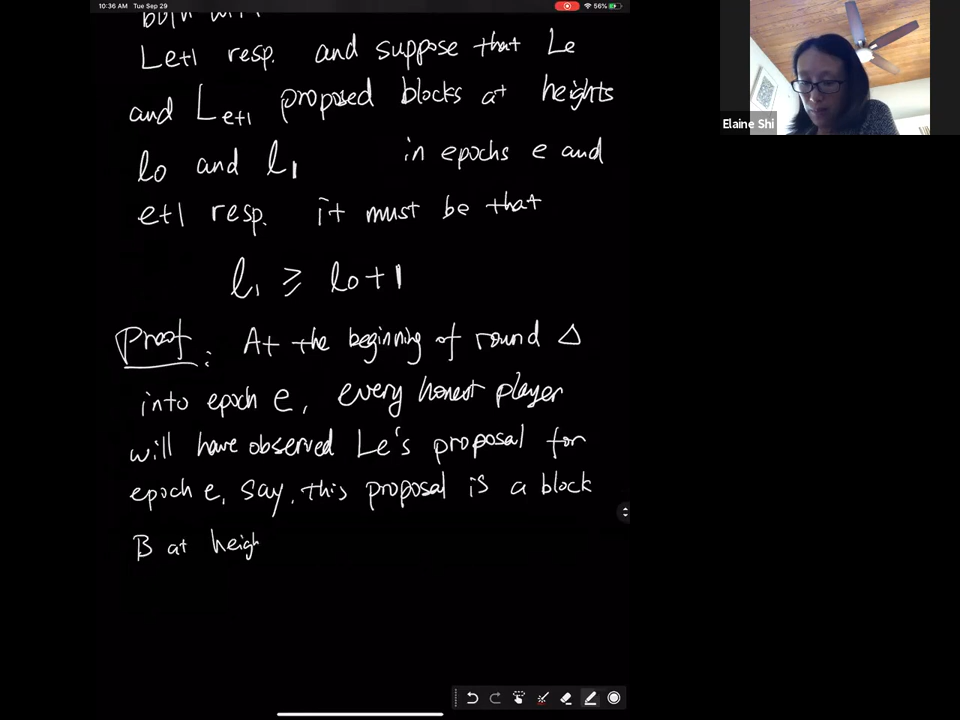 10:36 AM Tue Sep 29
56%
both with
Le+1 resp. and suppose that Le
and Le+1 proposed blocks at heights
l0 and l1 in epochs e and
e+1 resp. it must be that
l1 ≥ l0+1
Proof: At the beginning of round Δ
into epoch e, every honest player
will have observed Le's proposal for
epoch e, say, this proposal is a block
B at heigh
Elaine Shi